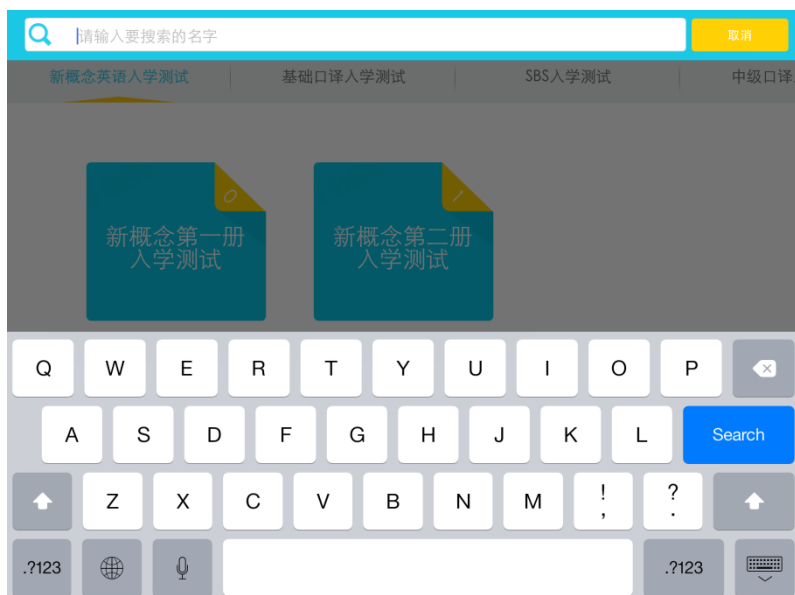 请输入要搜索的名字
取消
新概念英语入学测试
基础口译入学测试
SBS入学测试
中级口译
0
1
新概念第一册
入学测试
新概念第二册
入学测试
Q W E R T Y U I O P
A S D F G H J K L Search
Z X C V B N M ! , ? .
.?123 .?123